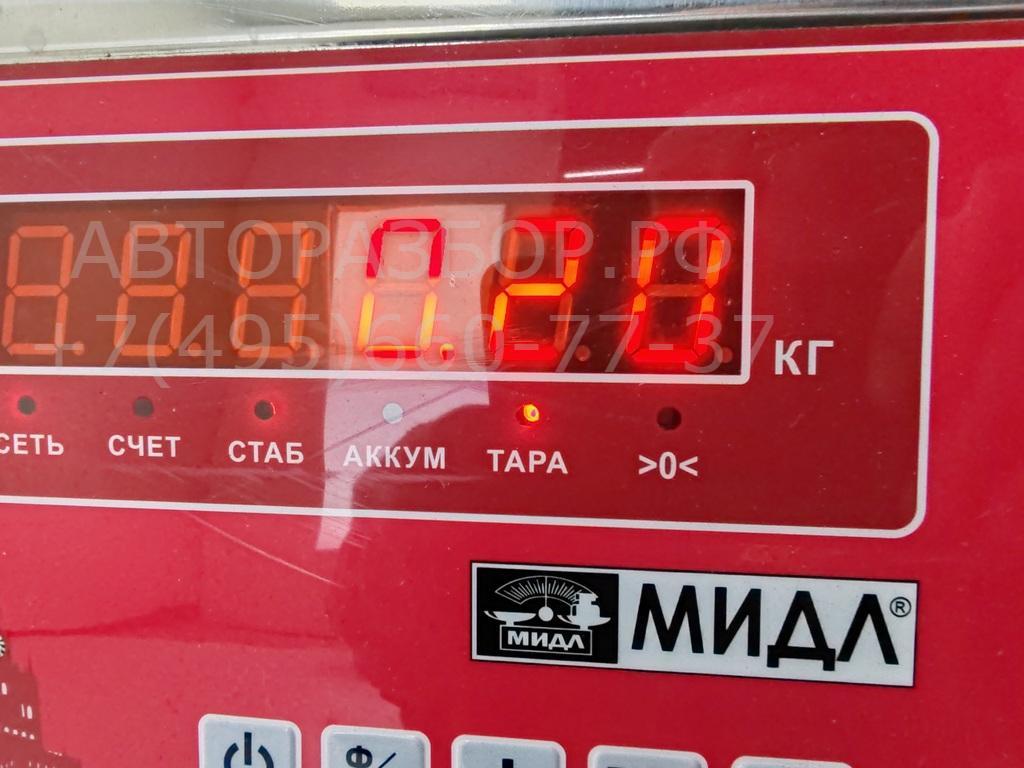 АВТОРАЗБОР.РФ
+7(495)660-77-37
0.20
КГ
СЕТЬ СЧЕТ СТАБ АККУМ ТАРА >0<
МИДЛ МИДЛ®
Ф/